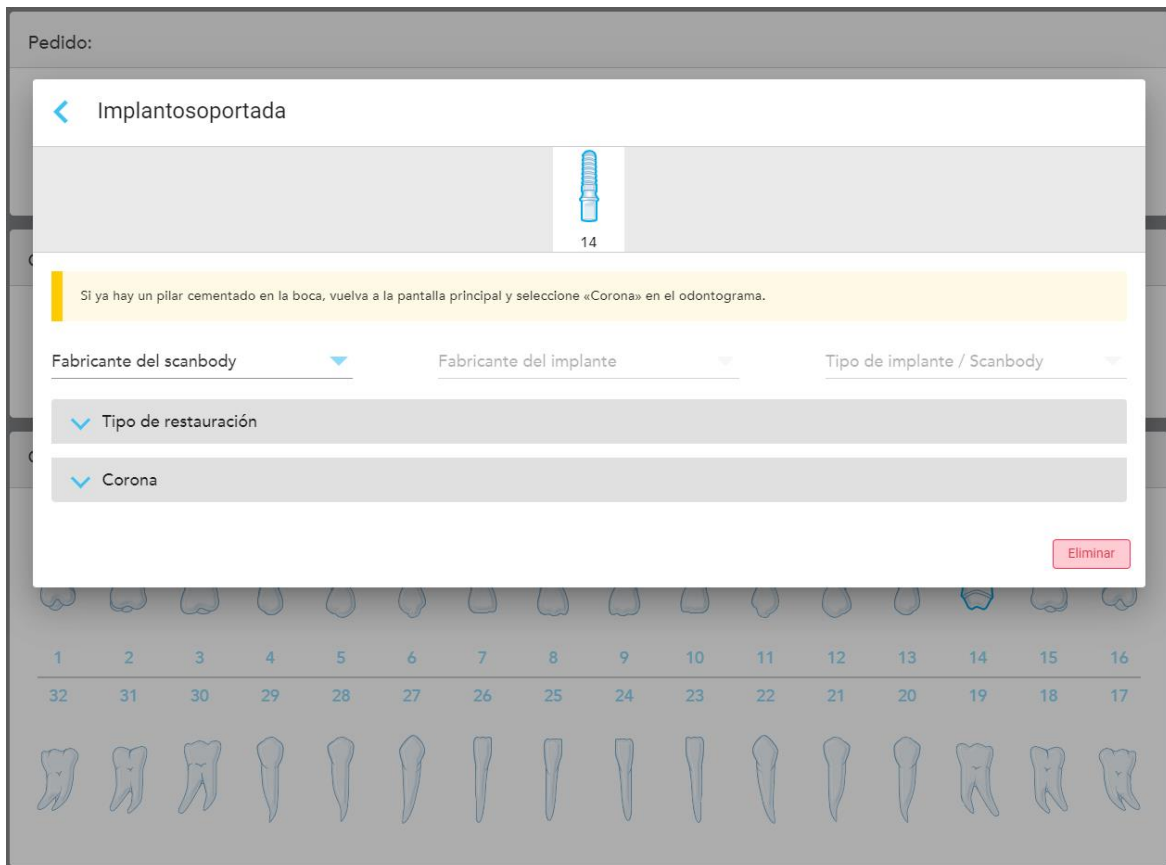 Pedido:
Implantosoportada
14
Si ya hay un pilar cementado en la boca, vuelva a la pantalla principal y seleccione «Corona» en el odontograma.
Fabricante del scanbody
Fabricante del implante
Tipo de implante / Scanbody
Tipo de restauración
Corona
Eliminar
1 2 3 4 5 6 7 8 9 10 11 12 13 14 15 16
32 31 30 29 28 27 26 25 24 23 22 21 20 19 18 17